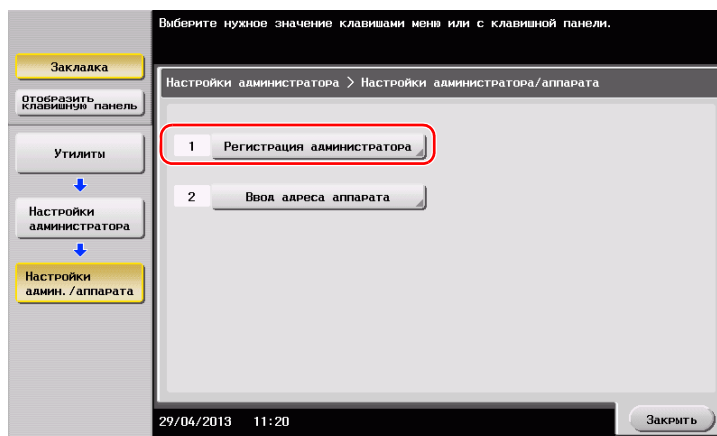 Выберите нужное значение клавишами меню или с клавишной панели.
Закладка
Отобразить
клавишную панель
Настройки администратора > Настройки администратора/аппарата
Утилиты
1 Регистрация администратора
2 Ввод адреса аппарата
Настройки
администратора
Настройки
админ./аппарата
29/04/2013 11:20
Закрыть